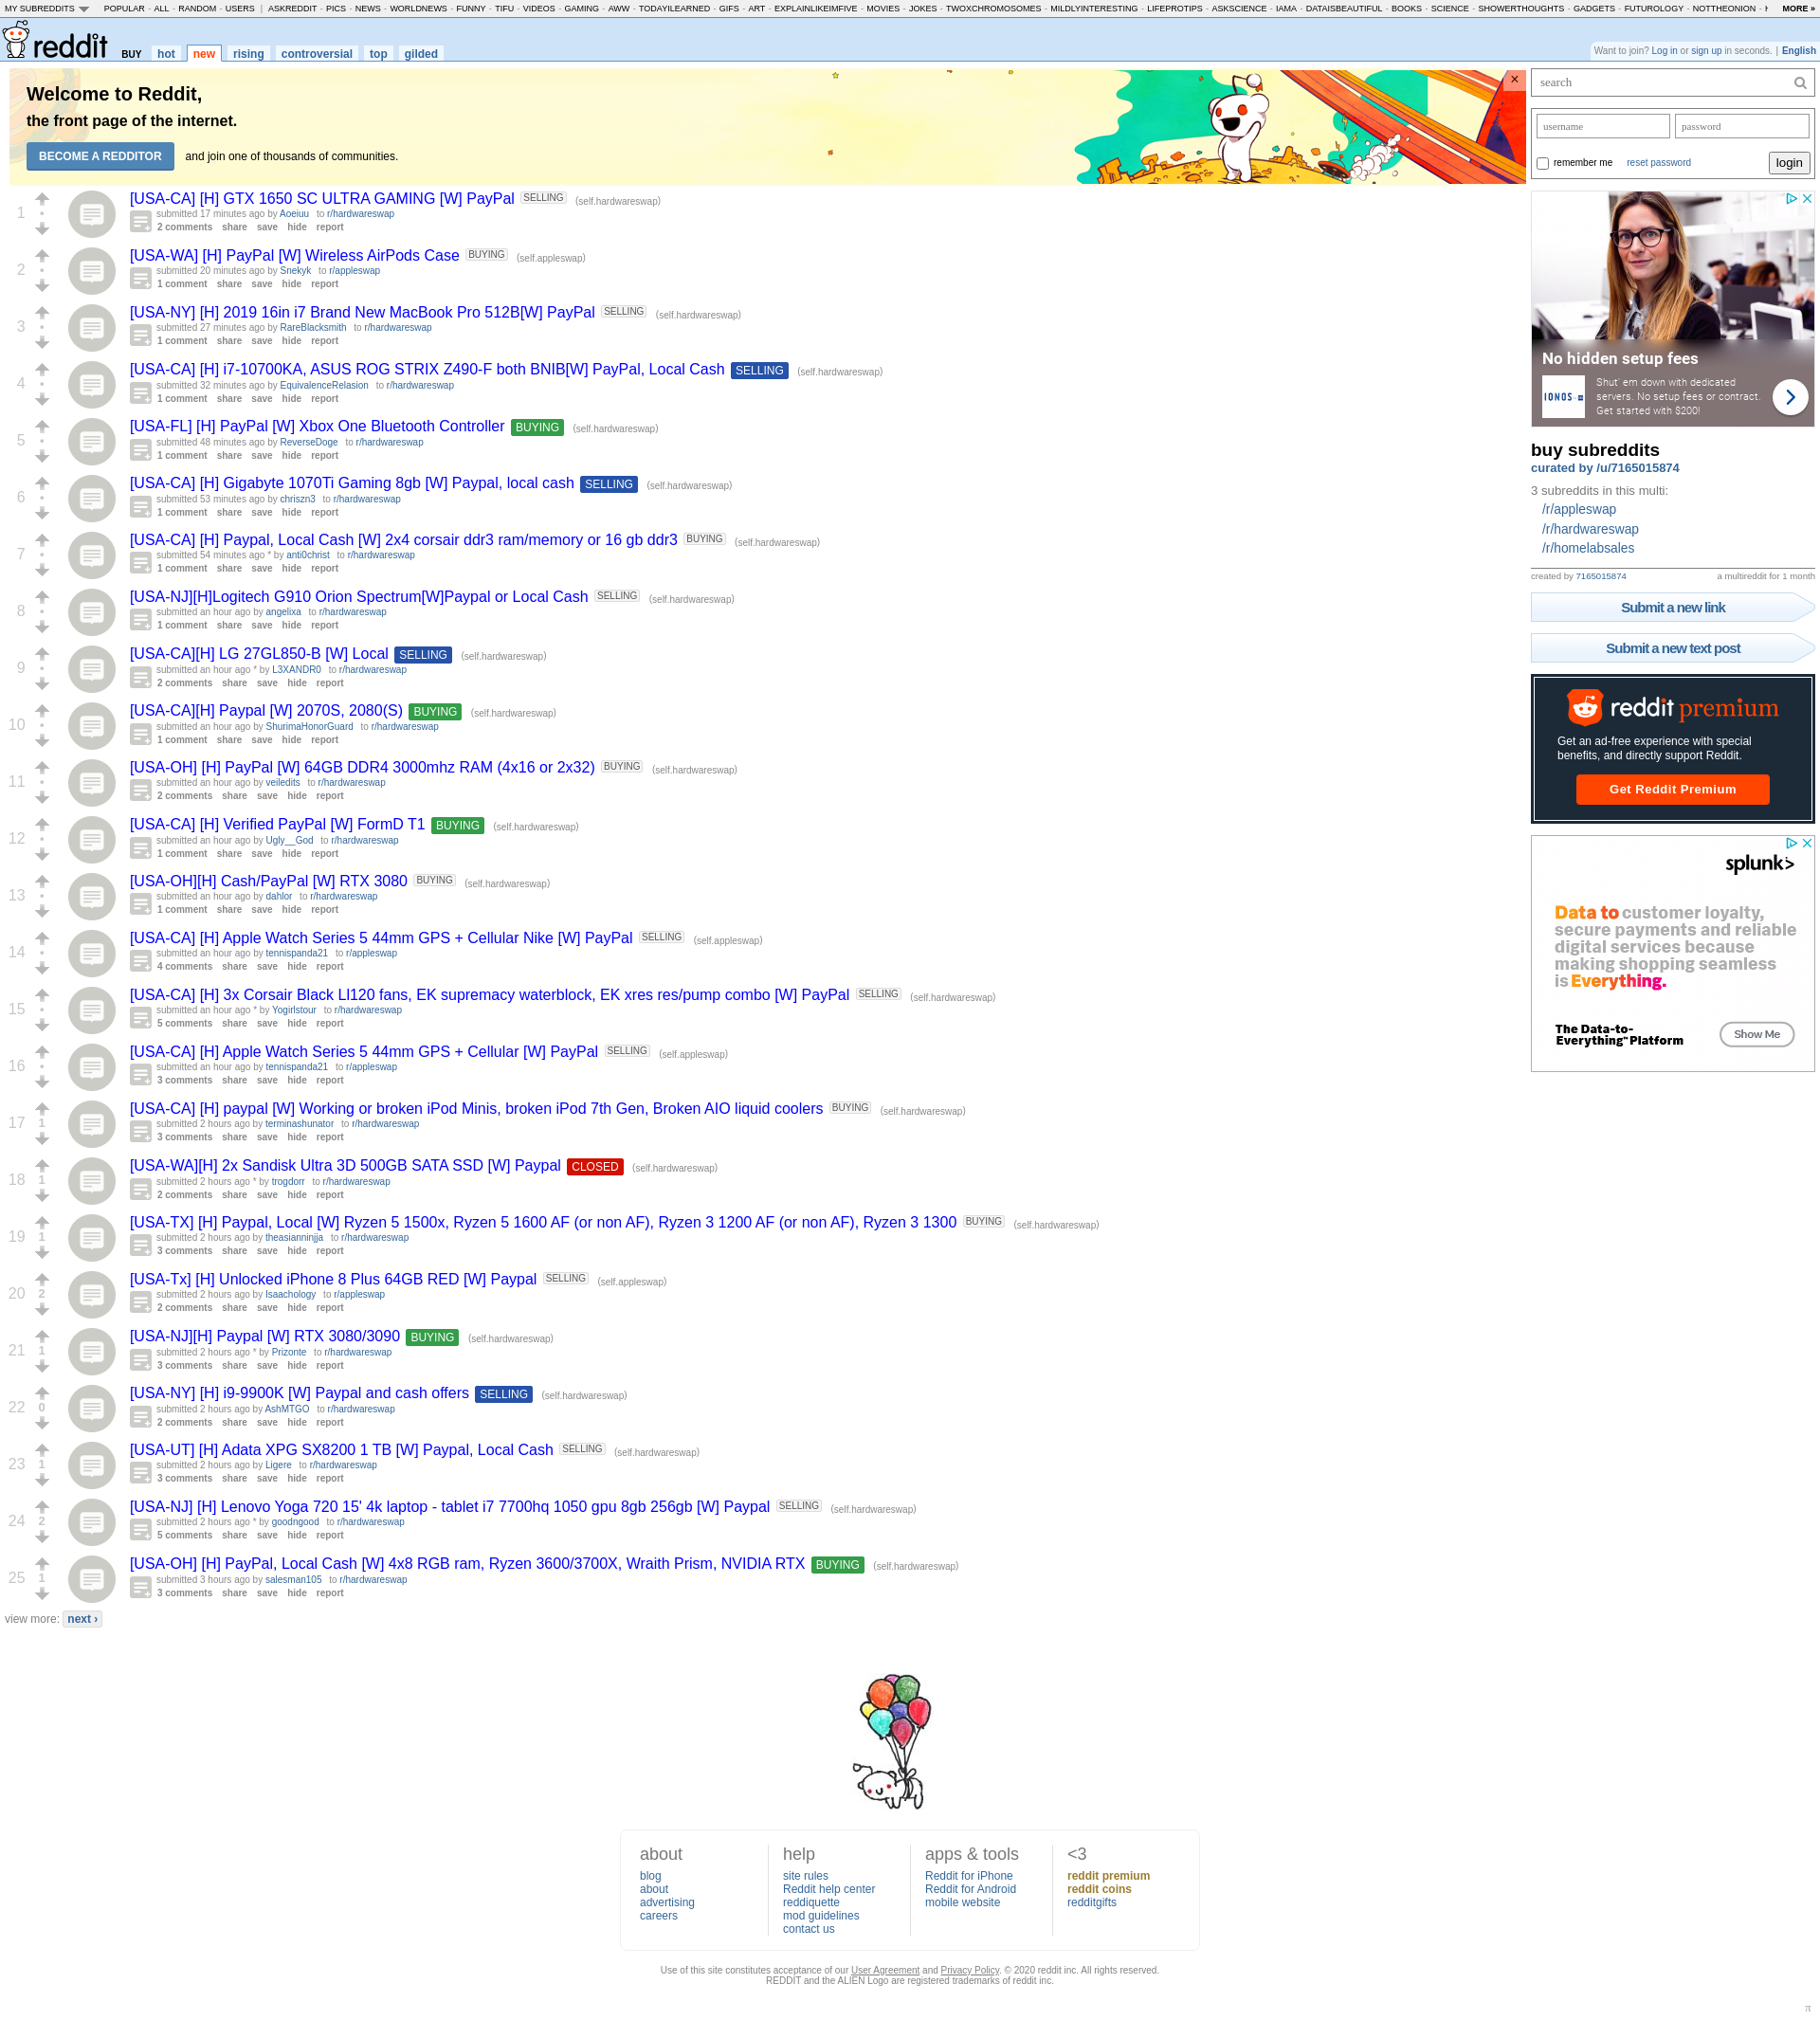 MY SUBREDDITS POPULAR - ALL - RANDOM - USERS | ASKREDDIT - PICS - NEWS - WORLDNEWS - FUNNY - TIFU - VIDEOS - GAMING - AWW - TODAYILEARNED - GIFS - ART - EXPLAINLIKEIMFIVE - MOVIES - JOKES - TWOXCHROMOSOMES - MILDLYINTERESTING - LIFEPROTIPS - ASKSCIENCE - IAMA - DATAISBEAUTIFUL - BOOKS - SCIENCE - SHOWERTHOUGHTS - GADGETS - FUTUROLOGY - NOTTHEONION - MORE »
reddit BUY hot new rising controversial top gilded
Want to join? Log in or sign up in seconds. | English
Welcome to Reddit,
the front page of the internet.
BECOME A REDDITOR and join one of thousands of communities.
×
1
[USA-CA] [H] GTX 1650 SC ULTRA GAMING [W] PayPal SELLING (self.hardwareswap)
submitted 17 minutes ago by Aoeiuu to r/hardwareswap
2 comments share save hide report
2
[USA-WA] [H] PayPal [W] Wireless AirPods Case BUYING (self.appleswap)
submitted 20 minutes ago by Snekyk to r/appleswap
1 comment share save hide report
3
[USA-NY] [H] 2019 16in i7 Brand New MacBook Pro 512B[W] PayPal SELLING (self.hardwareswap)
submitted 27 minutes ago by RareBlacksmith to r/hardwareswap
1 comment share save hide report
4
[USA-CA] [H] i7-10700KA, ASUS ROG STRIX Z490-F both BNIB[W] PayPal, Local Cash SELLING (self.hardwareswap)
submitted 32 minutes ago by EquivalenceRelasion to r/hardwareswap
1 comment share save hide report
5
[USA-FL] [H] PayPal [W] Xbox One Bluetooth Controller BUYING (self.hardwareswap)
submitted 48 minutes ago by ReverseDoge to r/hardwareswap
1 comment share save hide report
6
[USA-CA] [H] Gigabyte 1070Ti Gaming 8gb [W] Paypal, local cash SELLING (self.hardwareswap)
submitted 53 minutes ago by chriszn3 to r/hardwareswap
1 comment share save hide report
7
[USA-CA] [H] Paypal, Local Cash [W] 2x4 corsair ddr3 ram/memory or 16 gb ddr3 BUYING (self.hardwareswap)
submitted 54 minutes ago * by anti0christ to r/hardwareswap
1 comment share save hide report
8
[USA-NJ][H]Logitech G910 Orion Spectrum[W]Paypal or Local Cash SELLING (self.hardwareswap)
submitted an hour ago by angelixa to r/hardwareswap
1 comment share save hide report
9
[USA-CA][H] LG 27GL850-B [W] Local SELLING (self.hardwareswap)
submitted an hour ago * by L3XANDR0 to r/hardwareswap
2 comments share save hide report
10
[USA-CA][H] Paypal [W] 2070S, 2080(S) BUYING (self.hardwareswap)
submitted an hour ago by ShurimaHonorGuard to r/hardwareswap
1 comment share save hide report
11
[USA-OH] [H] PayPal [W] 64GB DDR4 3000mhz RAM (4x16 or 2x32) BUYING (self.hardwareswap)
submitted an hour ago by veiledits to r/hardwareswap
2 comments share save hide report
12
[USA-CA] [H] Verified PayPal [W] FormD T1 BUYING (self.hardwareswap)
submitted an hour ago by Ugly__God to r/hardwareswap
1 comment share save hide report
13
[USA-OH][H] Cash/PayPal [W] RTX 3080 BUYING (self.hardwareswap)
submitted an hour ago by dahlor to r/hardwareswap
1 comment share save hide report
14
[USA-CA] [H] Apple Watch Series 5 44mm GPS + Cellular Nike [W] PayPal SELLING (self.appleswap)
submitted an hour ago by tennispanda21 to r/appleswap
4 comments share save hide report
15
[USA-CA] [H] 3x Corsair Black Ll120 fans, EK supremacy waterblock, EK xres res/pump combo [W] PayPal SELLING (self.hardwareswap)
submitted an hour ago * by Yogirlstour to r/hardwareswap
5 comments share save hide report
16
[USA-CA] [H] Apple Watch Series 5 44mm GPS + Cellular [W] PayPal SELLING (self.appleswap)
submitted an hour ago by tennispanda21 to r/appleswap
3 comments share save hide report
17 1
[USA-CA] [H] paypal [W] Working or broken iPod Minis, broken iPod 7th Gen, Broken AIO liquid coolers BUYING (self.hardwareswap)
submitted 2 hours ago by terminashunator to r/hardwareswap
3 comments share save hide report
18 1
[USA-WA][H] 2x Sandisk Ultra 3D 500GB SATA SSD [W] Paypal CLOSED (self.hardwareswap)
submitted 2 hours ago * by trogdorr to r/hardwareswap
2 comments share save hide report
19 1
[USA-TX] [H] Paypal, Local [W] Ryzen 5 1500x, Ryzen 5 1600 AF (or non AF), Ryzen 3 1200 AF (or non AF), Ryzen 3 1300 BUYING (self.hardwareswap)
submitted 2 hours ago by theasianninjja to r/hardwareswap
3 comments share save hide report
20 2
[USA-Tx] [H] Unlocked iPhone 8 Plus 64GB RED [W] Paypal SELLING (self.appleswap)
submitted 2 hours ago by Isaachology to r/appleswap
2 comments share save hide report
21 1
[USA-NJ][H] Paypal [W] RTX 3080/3090 BUYING (self.hardwareswap)
submitted 2 hours ago * by Prizonte to r/hardwareswap
3 comments share save hide report
22 0
[USA-NY] [H] i9-9900K [W] Paypal and cash offers SELLING (self.hardwareswap)
submitted 2 hours ago by AshMTGO to r/hardwareswap
2 comments share save hide report
23 1
[USA-UT] [H] Adata XPG SX8200 1 TB [W] Paypal, Local Cash SELLING (self.hardwareswap)
submitted 2 hours ago by Ligere to r/hardwareswap
3 comments share save hide report
24 2
[USA-NJ] [H] Lenovo Yoga 720 15' 4k laptop - tablet i7 7700hq 1050 gpu 8gb 256gb [W] Paypal SELLING (self.hardwareswap)
submitted 2 hours ago * by goodngood to r/hardwareswap
5 comments share save hide report
25 1
[USA-OH] [H] PayPal, Local Cash [W] 4x8 RGB ram, Ryzen 3600/3700X, Wraith Prism, NVIDIA RTX BUYING (self.hardwareswap)
submitted 3 hours ago by salesman105 to r/hardwareswap
3 comments share save hide report
view more: next ›
search
username password
remember me reset password login
No hidden setup fees
IONOS
Shut' em down with dedicated
servers. No setup fees or contract.
Get started with $200!
buy subreddits
curated by /u/7165015874
3 subreddits in this multi:
/r/appleswap
/r/hardwareswap
/r/homelabsales
created by 7165015874 a multireddit for 1 month
Submit a new link
Submit a new text post
reddit premium
Get an ad-free experience with special
benefits, and directly support Reddit.
Get Reddit Premium
splunk>
Data to customer loyalty,
secure payments and reliable
digital services because
making shopping seamless
is Everything.
The Data-to-
Everything™ Platform
Show Me
about
blog
about
advertising
careers
help
site rules
Reddit help center
reddiquette
mod guidelines
contact us
apps & tools
Reddit for iPhone
Reddit for Android
mobile website
<3
reddit premium
reddit coins
redditgifts
Use of this site constitutes acceptance of our User Agreement and Privacy Policy. © 2020 reddit inc. All rights reserved.
REDDIT and the ALIEN Logo are registered trademarks of reddit inc.
π